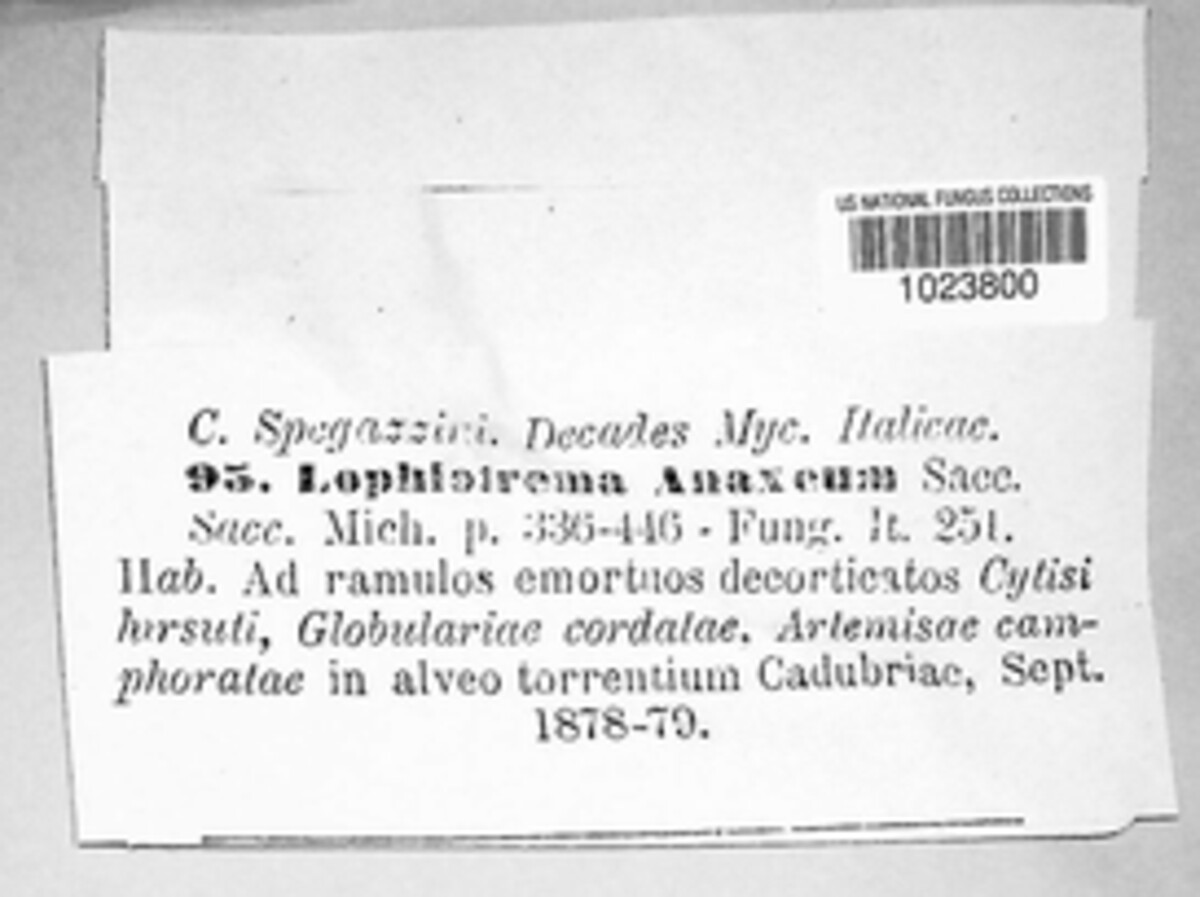 US NATIONAL FUNGUS COLLECTIONS
1023800
C. Spegazzini. Decades Myc. Italicae.
95. Lophiotrema Anaxeum Sacc.
Sacc. Mich. p. 336-446 - Fung. It. 251.
Hab. Ad ramulos emortuos decorticatos Cytisi
hirsuti, Globulariae cordatae. Artemisae cam-
phoratae in alveo torrentium Cadubriae, Sept.
1878-79.